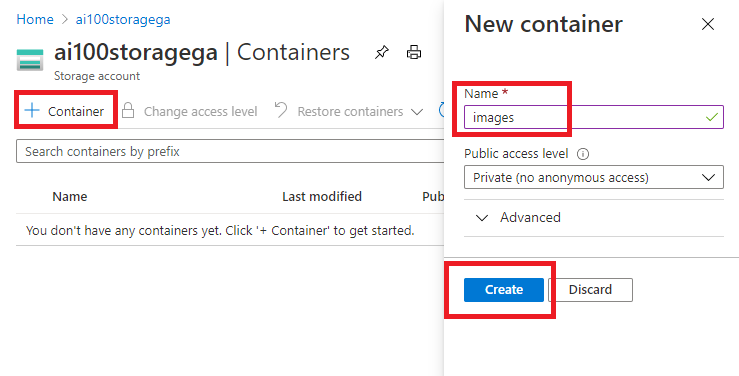 Home > ai100storagega
ai100storagega | Containers
Storage account
+ Container
Change access level
Restore containers
Search containers by prefix
Name
Last modified
Pub
You don't have any containers yet. Click '+ Container' to get started.
New container
Name *
images
Public access level
Private (no anonymous access)
Advanced
Create
Discard